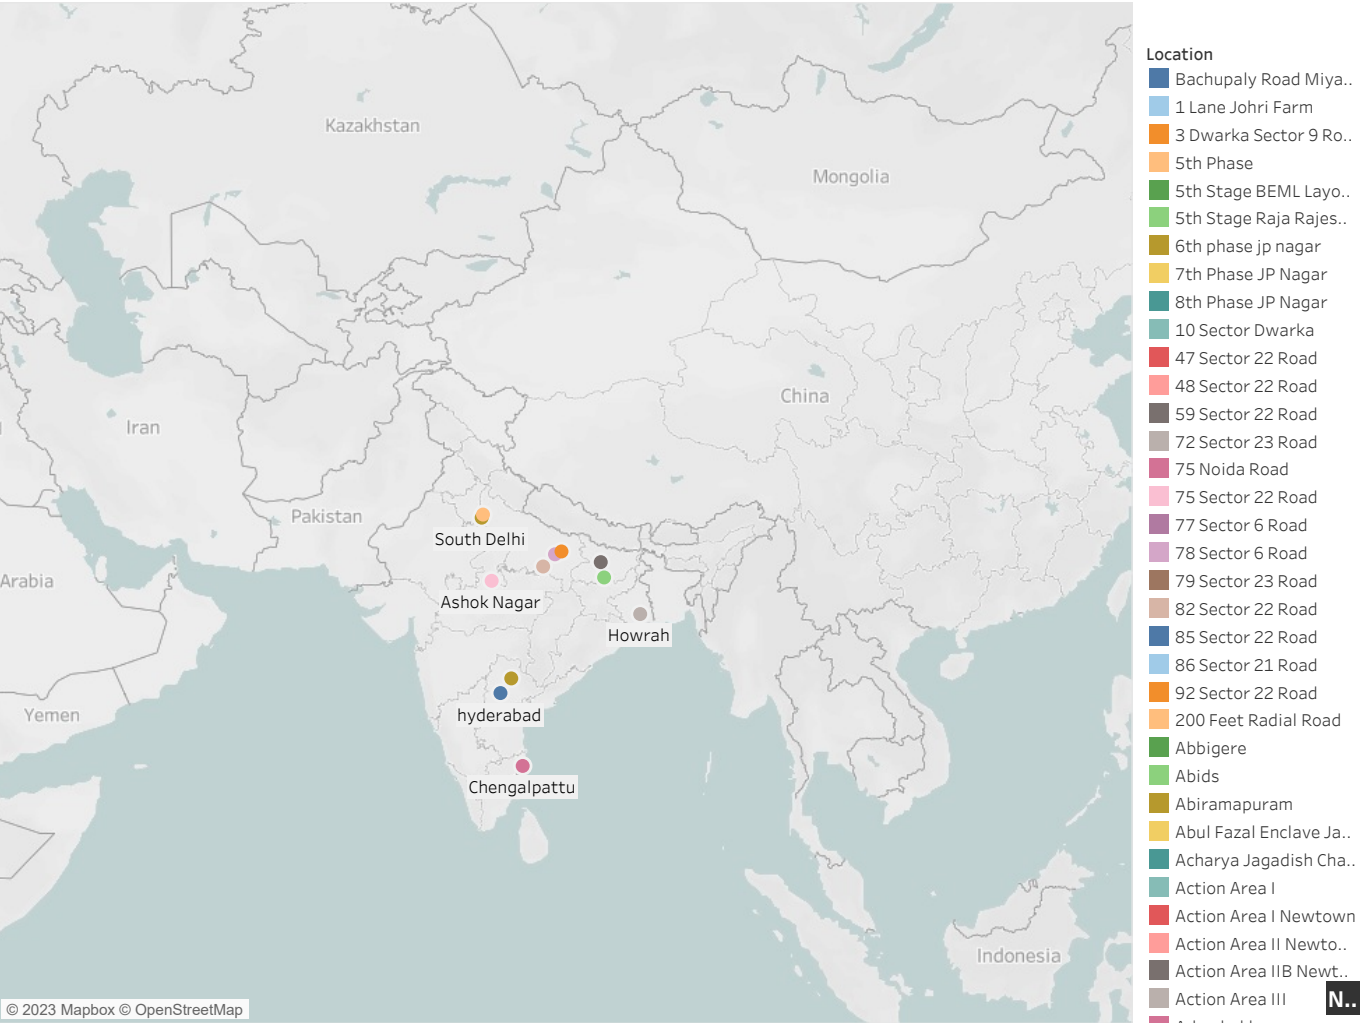 Kazakhstan
Mongolia
China
Iran
Pakistan
South Delhi
Arabia
Ashok Nagar
Howrah
Yemen
hyderabad
Chengalpattu
Indonesia
© 2023 Mapbox © OpenStreetMap
Location
Bachupaly Road Miya..
1 Lane Johri Farm
3 Dwarka Sector 9 Ro..
5th Phase
5th Stage BEML Layo..
5th Stage Raja Rajes..
6th phase jp nagar
7th Phase JP Nagar
8th Phase JP Nagar
10 Sector Dwarka
47 Sector 22 Road
48 Sector 22 Road
59 Sector 22 Road
72 Sector 23 Road
75 Noida Road
75 Sector 22 Road
77 Sector 6 Road
78 Sector 6 Road
79 Sector 23 Road
82 Sector 22 Road
85 Sector 22 Road
86 Sector 21 Road
92 Sector 22 Road
200 Feet Radial Road
Abbigere
Abids
Abiramapuram
Abul Fazal Enclave Ja..
Acharya Jagadish Cha..
Action Area I
Action Area I Newtown
Action Area II Newto..
Action Area IIB Newt..
Action Area III
N..